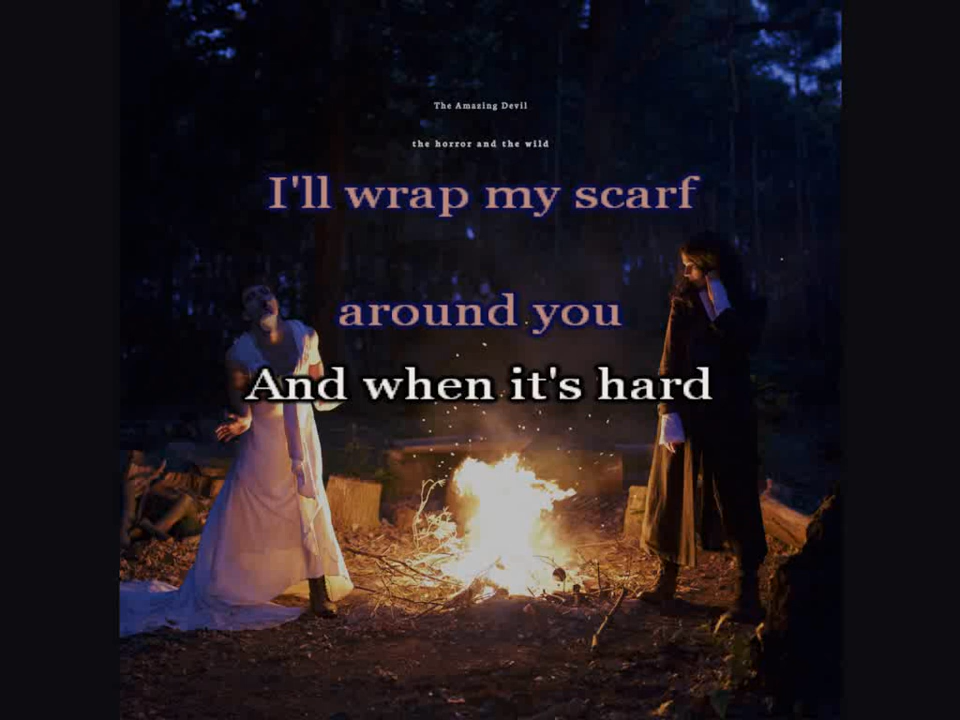 The Amazing Devil
the horror and the wild
I'll wrap my scarf
around you
And when it's hard